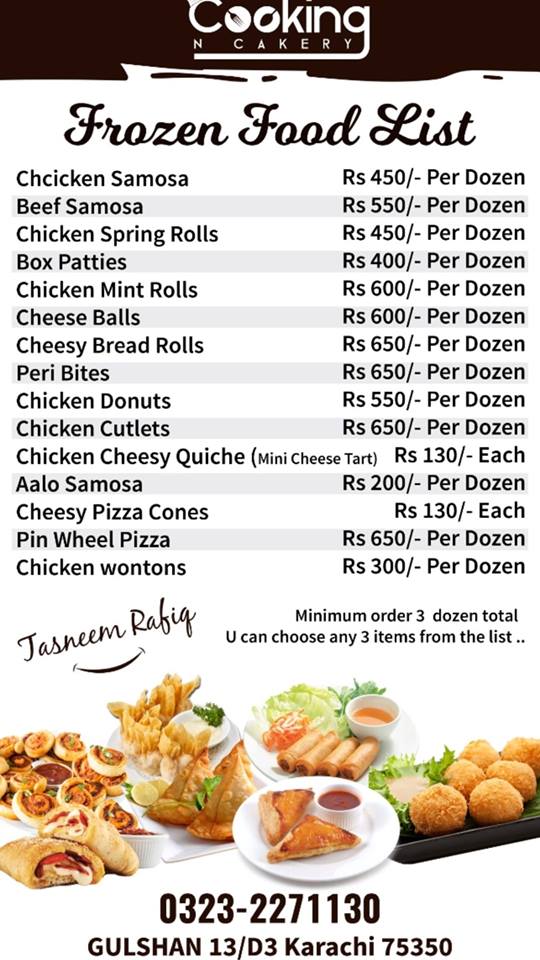 Cooking
N CAKERY
Frozen Food List
Chcicken Samosa Rs 450/- Per Dozen
Beef Samosa Rs 550/- Per Dozen
Chicken Spring Rolls Rs 450/- Per Dozen
Box Patties Rs 400/- Per Dozen
Chicken Mint Rolls Rs 600/- Per Dozen
Cheese Balls Rs 600/- Per Dozen
Cheesy Bread Rolls Rs 650/- Per Dozen
Peri Bites Rs 650/- Per Dozen
Chicken Donuts Rs 550/- Per Dozen
Chicken Cutlets Rs 650/- Per Dozen
Chicken Cheesy Quiche (Mini Cheese Tart) Rs 130/- Each
Aalo Samosa Rs 200/- Per Dozen
Cheesy Pizza Cones Rs 130/- Each
Pin Wheel Pizza Rs 650/- Per Dozen
Chicken wontons Rs 300/- Per Dozen
Tasneem Rafiq
Minimum order 3 dozen total
U can choose any 3 items from the list ..
0323-2271130
GULSHAN 13/D3 Karachi 75350